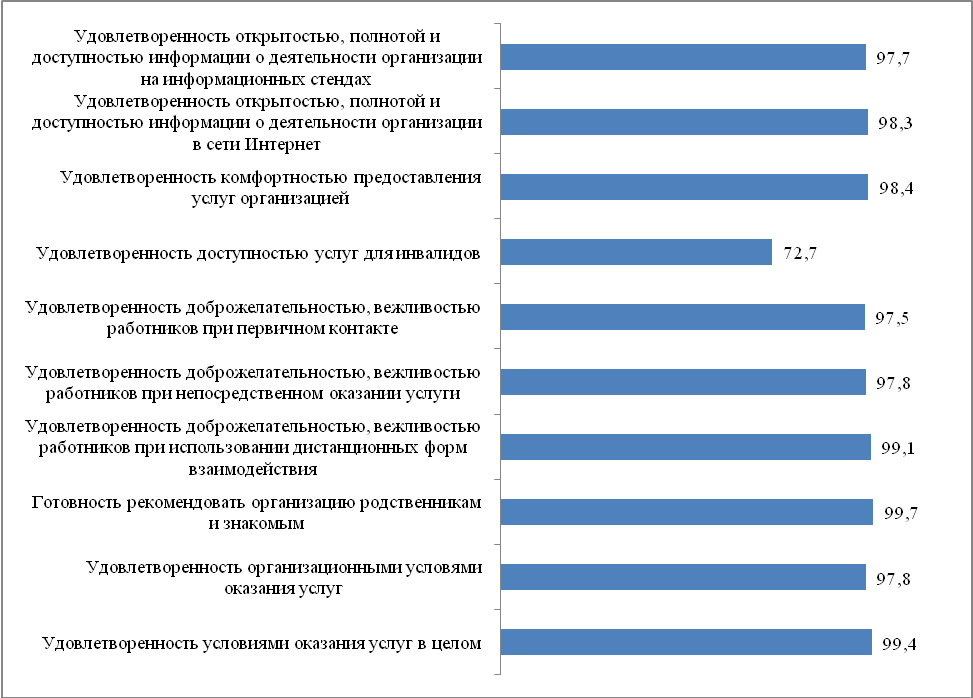 Удовлетворенность открытостью, полнотой и
доступностью информации о деятельности организации
на информационных стендах
97,7
Удовлетворенность открытостью, полнотой и
доступностью информации о деятельности организации
в сети Интернет
98,3
Удовлетворенность комфортностью предоставления
услуг организацией
98,4
Удовлетворенность доступностью услуг для инвалидов
72,7
Удовлетворенность доброжелательностью, вежливостью
работников при первичном контакте
97,5
Удовлетворенность доброжелательностью, вежливостью
работников при непосредственном оказании услуги
97,8
Удовлетворенность доброжелательностью, вежливостью
работников при использовании дистанционных форм
взаимодействия
99,1
Готовность рекомендовать организацию родственникам
и знакомым
99,7
Удовлетворенность организационными условями
оказания услуг
97,8
Удовлетворенность условиями оказания услуг в целом
99,4